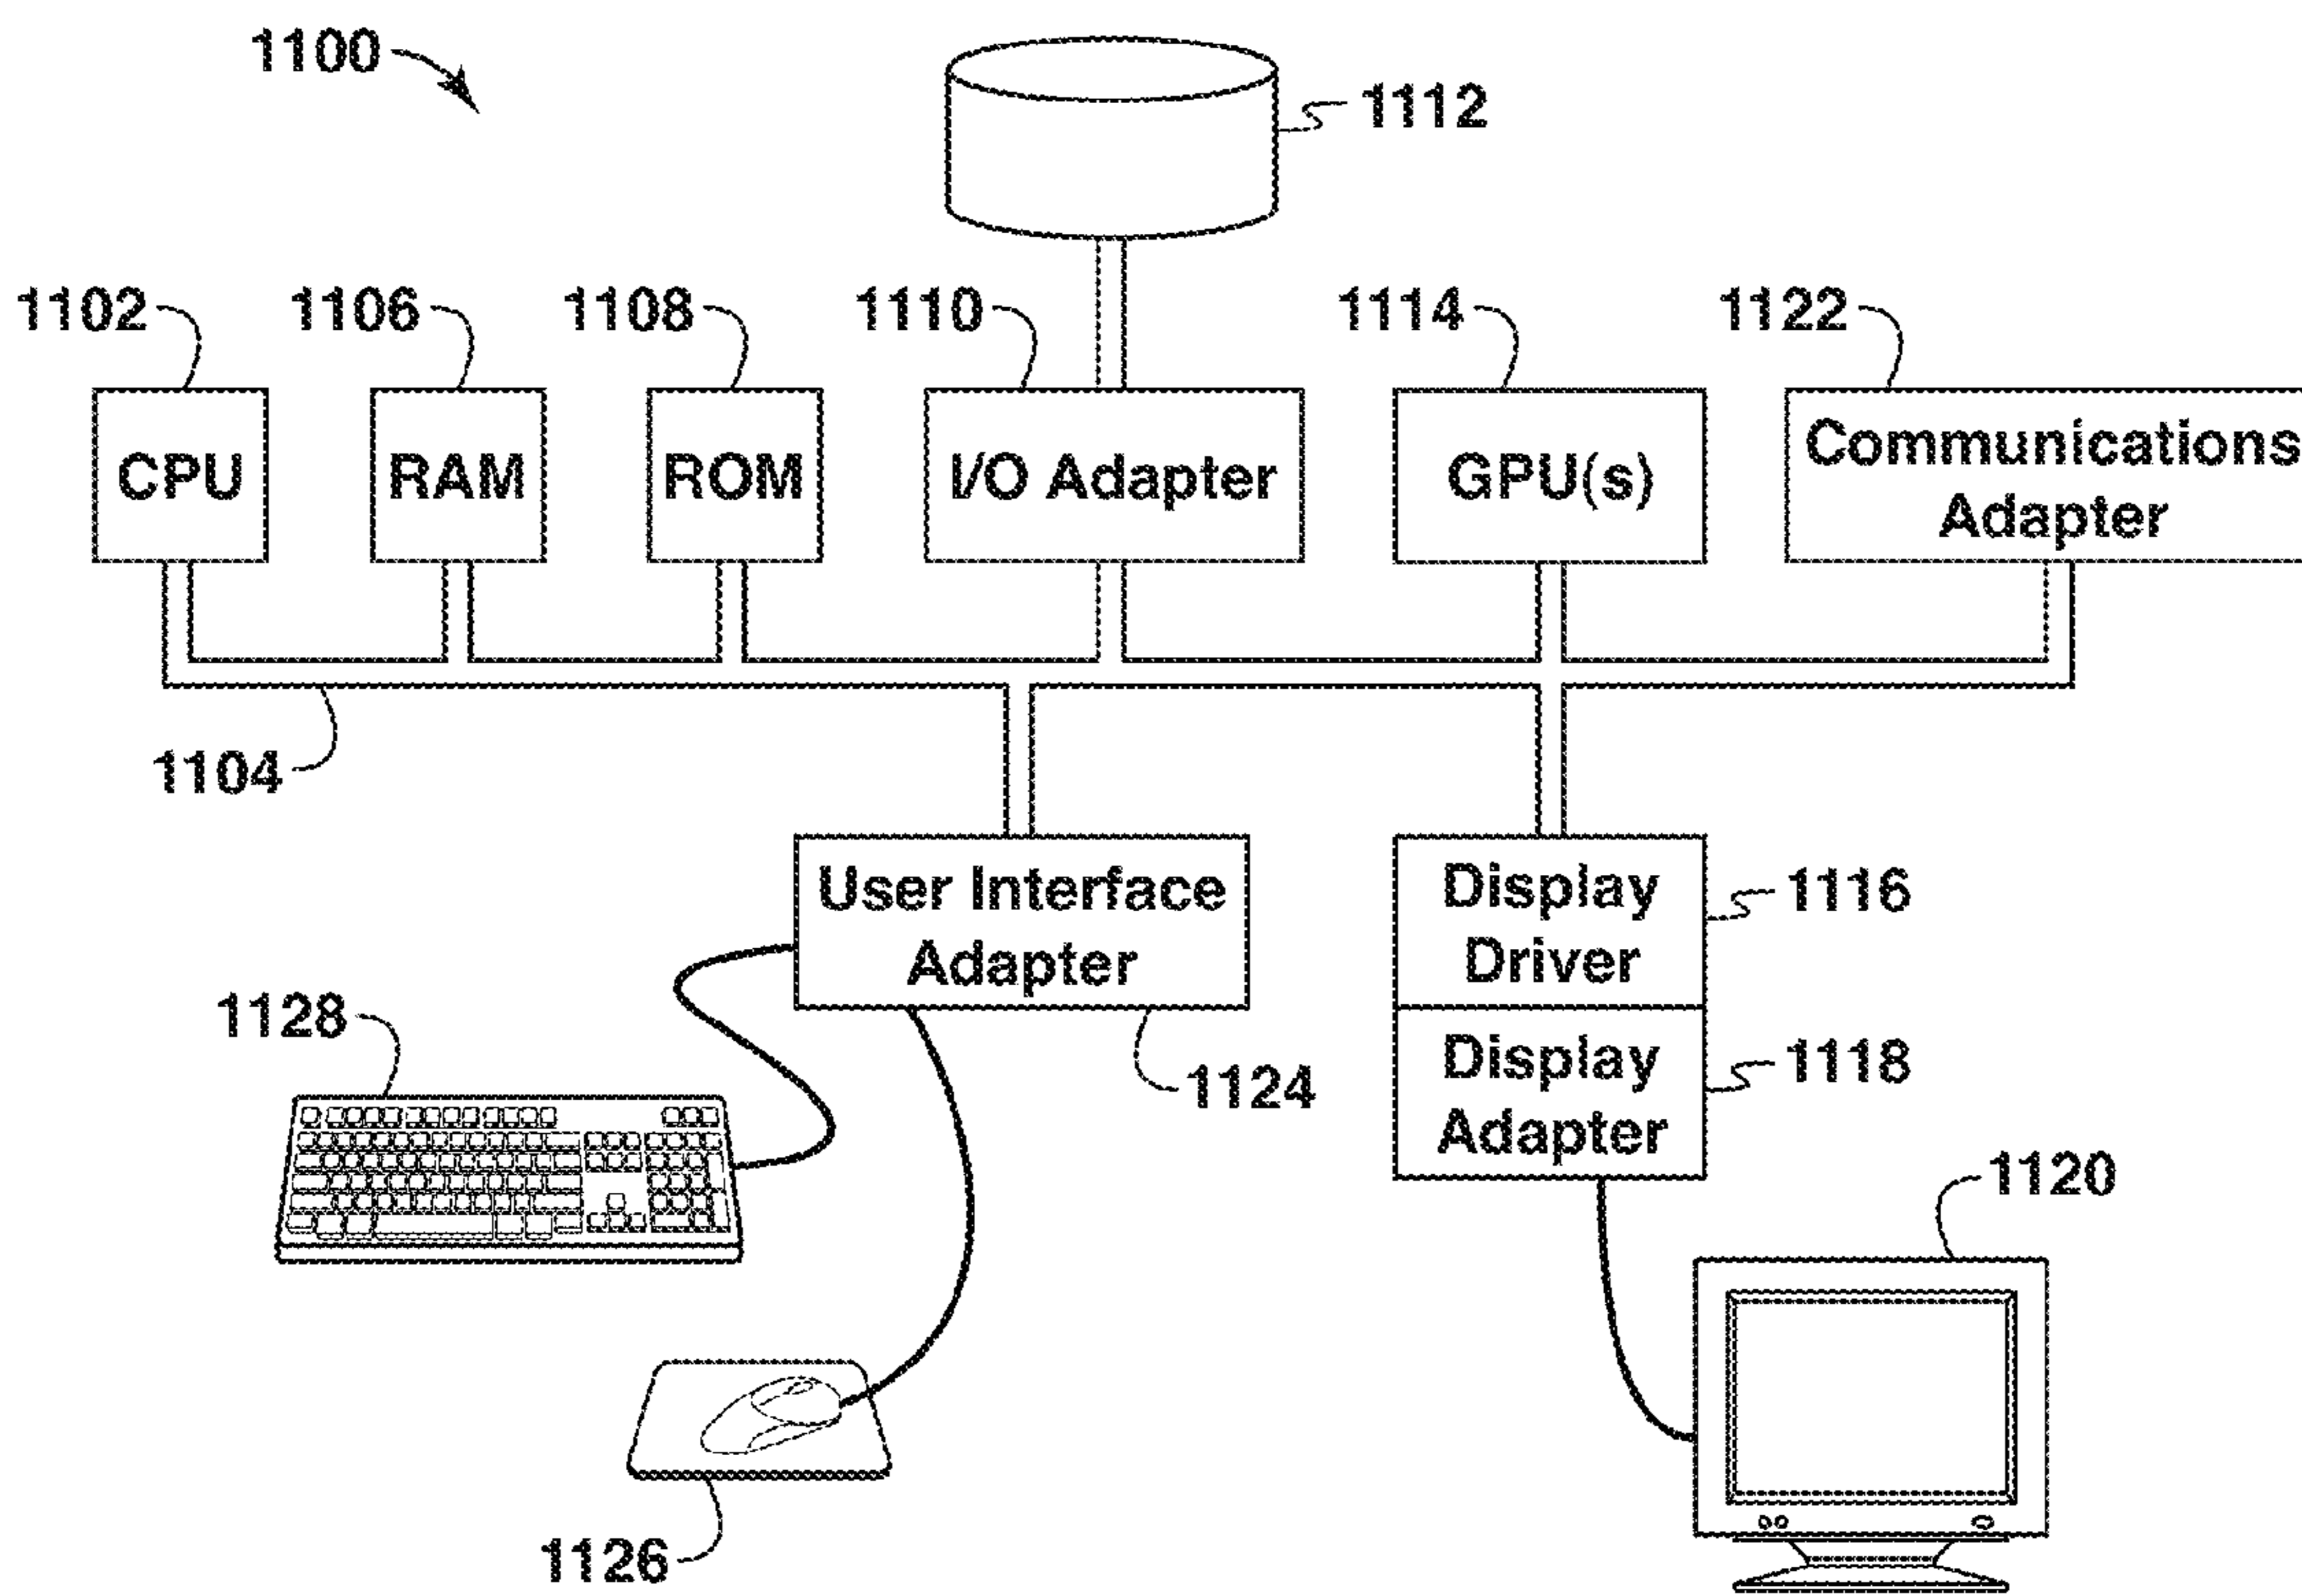 1100
1112
1102
1106
1108
1110
1114
1122
CPU
RAM
ROM
I/O Adapter
GPU(s)
Communications
Adapter
1104
User Interface
Adapter
Display
Driver
1116
1128
1124
Display
Adapter
1118
1120
1126